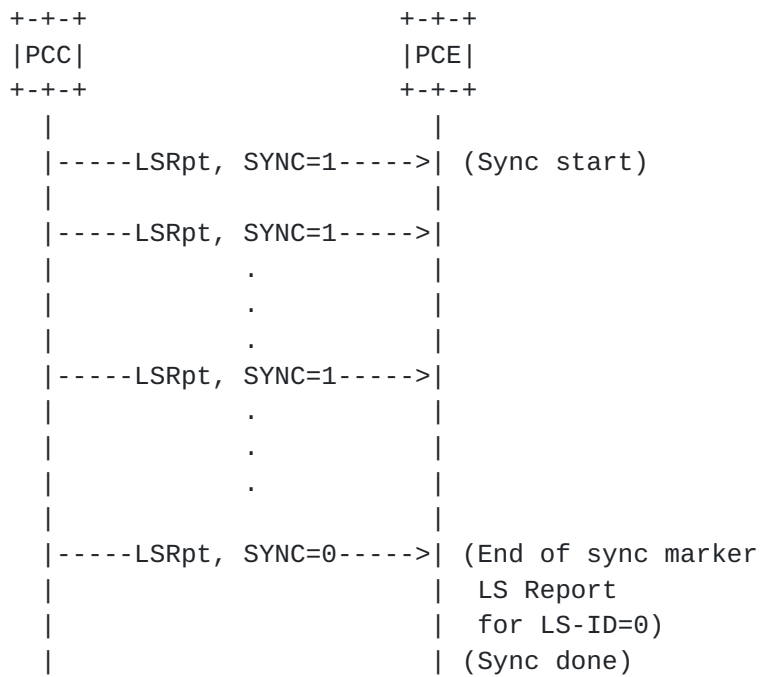 +-+-+                    +-+-+
|PCC|                    |PCE|
+-+-+                    +-+-+
  |                        |
  |-----LSRpt, SYNC=1----->| (Sync start)
  |                        |
  |-----LSRpt, SYNC=1----->|
  |            .           |
  |            .           |
  |            .           |
  |-----LSRpt, SYNC=1----->|
  |            .           |
  |            .           |
  |            .           |
  |                        |
  |-----LSRpt, SYNC=0----->| (End of sync marker
  |                        |  LS Report
  |                        |  for LS-ID=0)
  |                        | (Sync done)